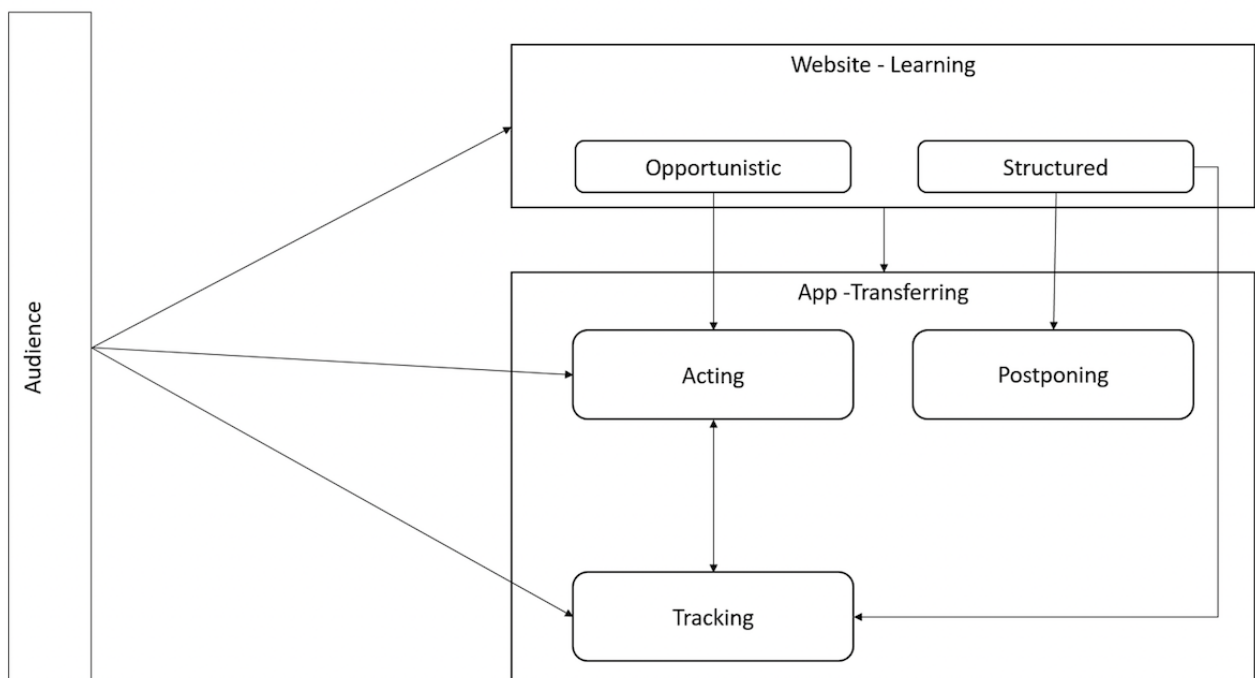 Website - Learning
Opportunistic
Structured
Audience
App -Transferring
Acting
Postponing
Tracking